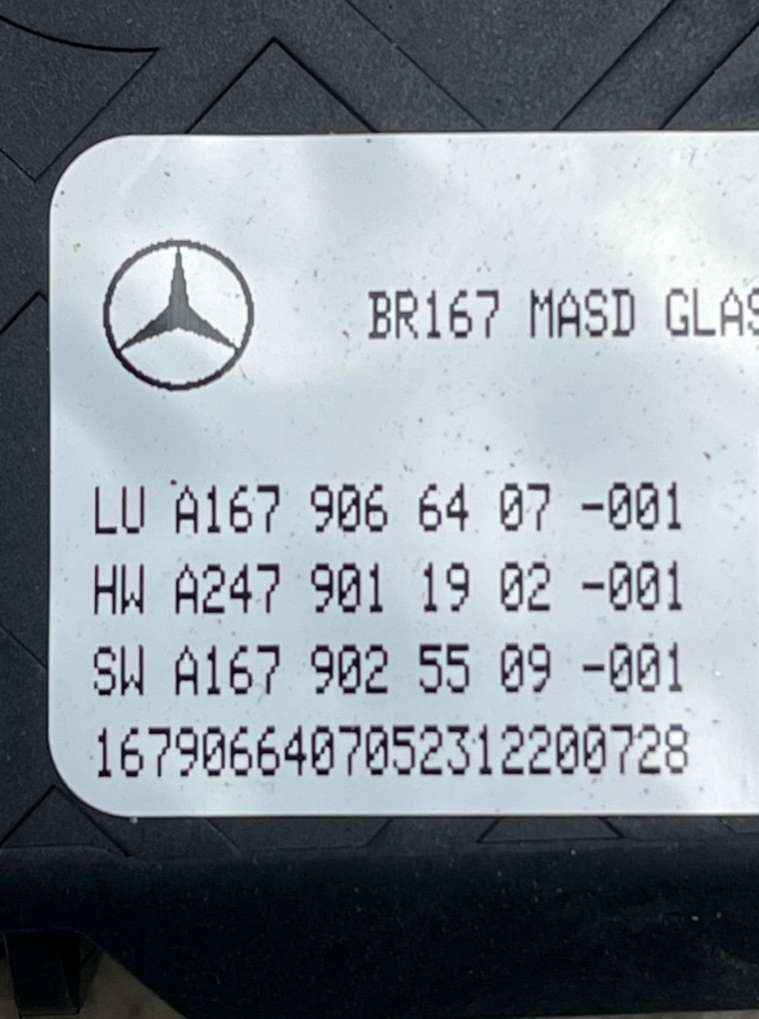 BR167 MASD GLAS
LU A167 906 64 07 -001
HW A247 901 19 02 -001
SW A167 902 55 09 -001
1679066407052312200728